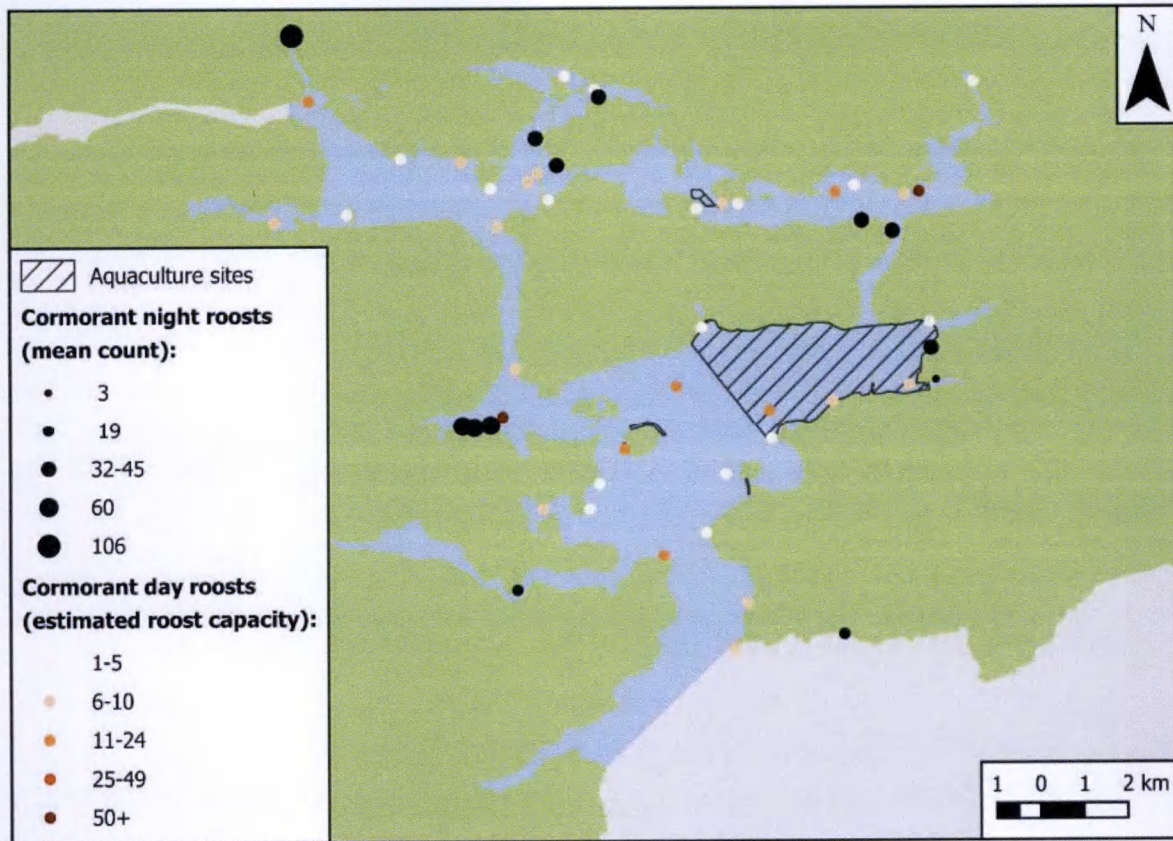 N
Aquaculture sites
Cormorant night roosts
(mean count):
3
19
32-45
60
106
Cormorant day roosts
(estimated roost capacity):
1-5
6-10
11-24
25-49
50+
1 0 1 2 km